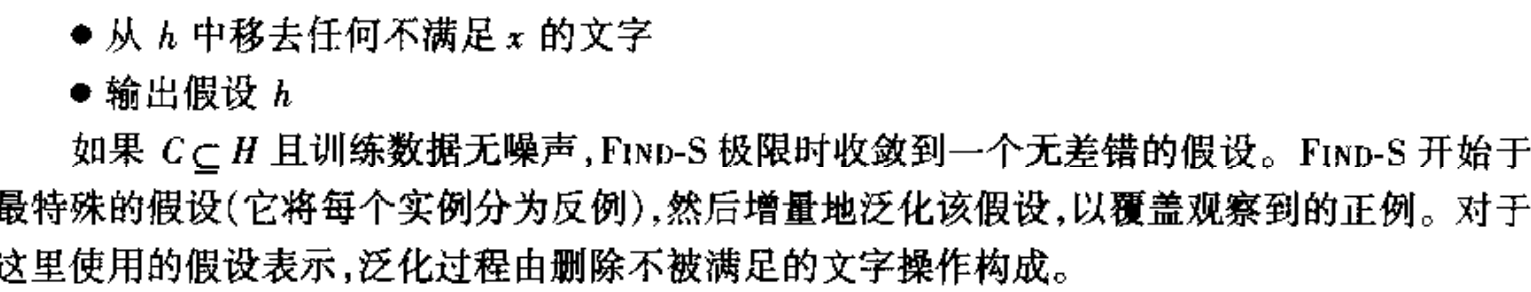 ● 从 h 中移去任何不满足 x 的文字
● 输出假设 h
如果 C⊆H 且训练数据无噪声,FIND-S 极限时收敛到一个无差错的假设。FIND-S 开始于
最特殊的假设(它将每个实例分为反例),然后增量地泛化该假设,以覆盖观察到的正例。对于
这里使用的假设表示,泛化过程由删除不被满足的文字操作构成。